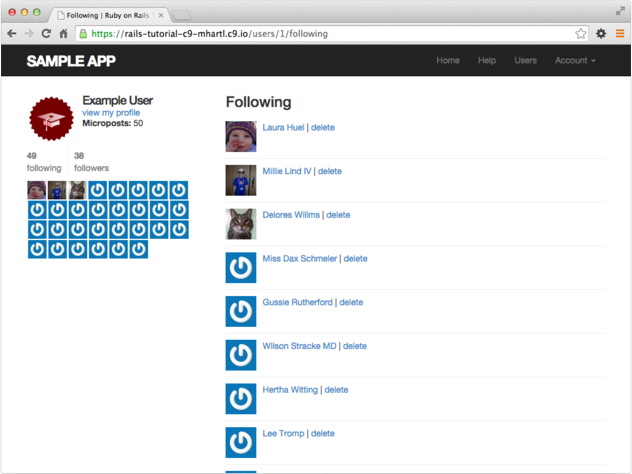 Following | Ruby on Rails T
https://rails-tutorial-c9-mhartl.c9.io/users/1/following
SAMPLE APP
Home
Help
Users
Account
Example User
view my profile
Microposts: 50
49
following
38
followers
Following
Laura Huel | delete
Millie Lind IV | delete
Delores Willms | delete
Miss Dax Schmeler | delete
Gussie Rutherford | delete
Wilson Stracke MD | delete
Hertha Witting | delete
Lee Tromp | delete